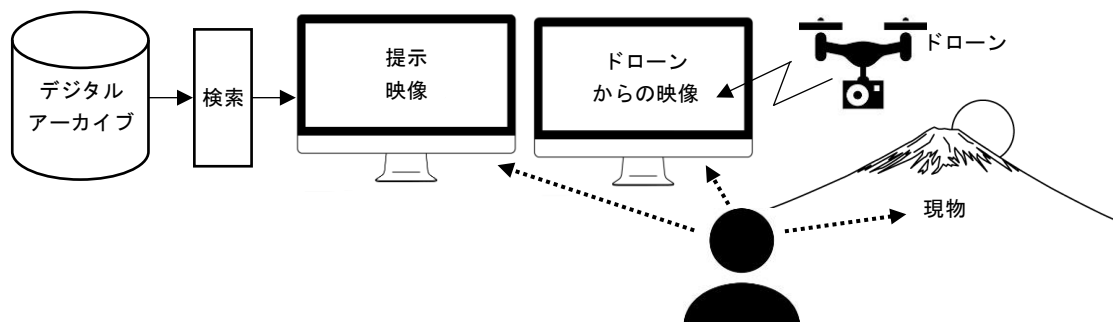 デジタル
アーカイブ
検索
提示
映像
ドローン
からの映像
ドローン
現物